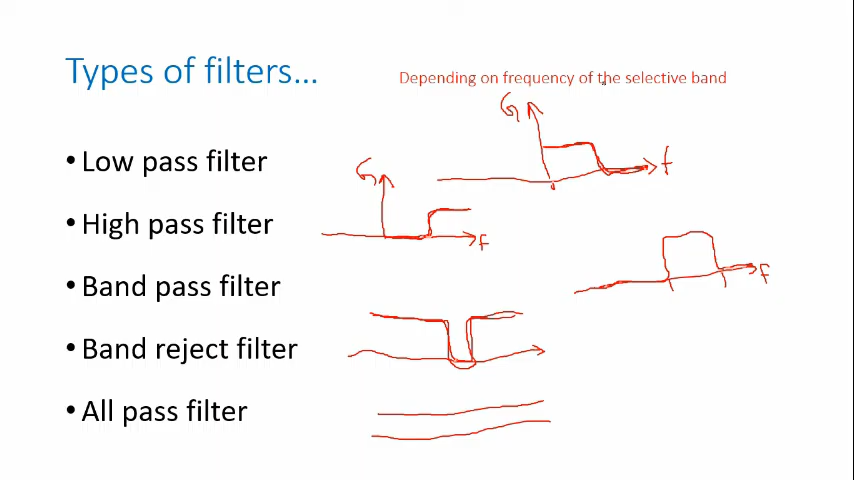 Types of filters...
Depending on frequency of the selective band
• Low pass filter
G
f
• High pass filter
G
f
• Band pass filter
f
• Band reject filter
• All pass filter